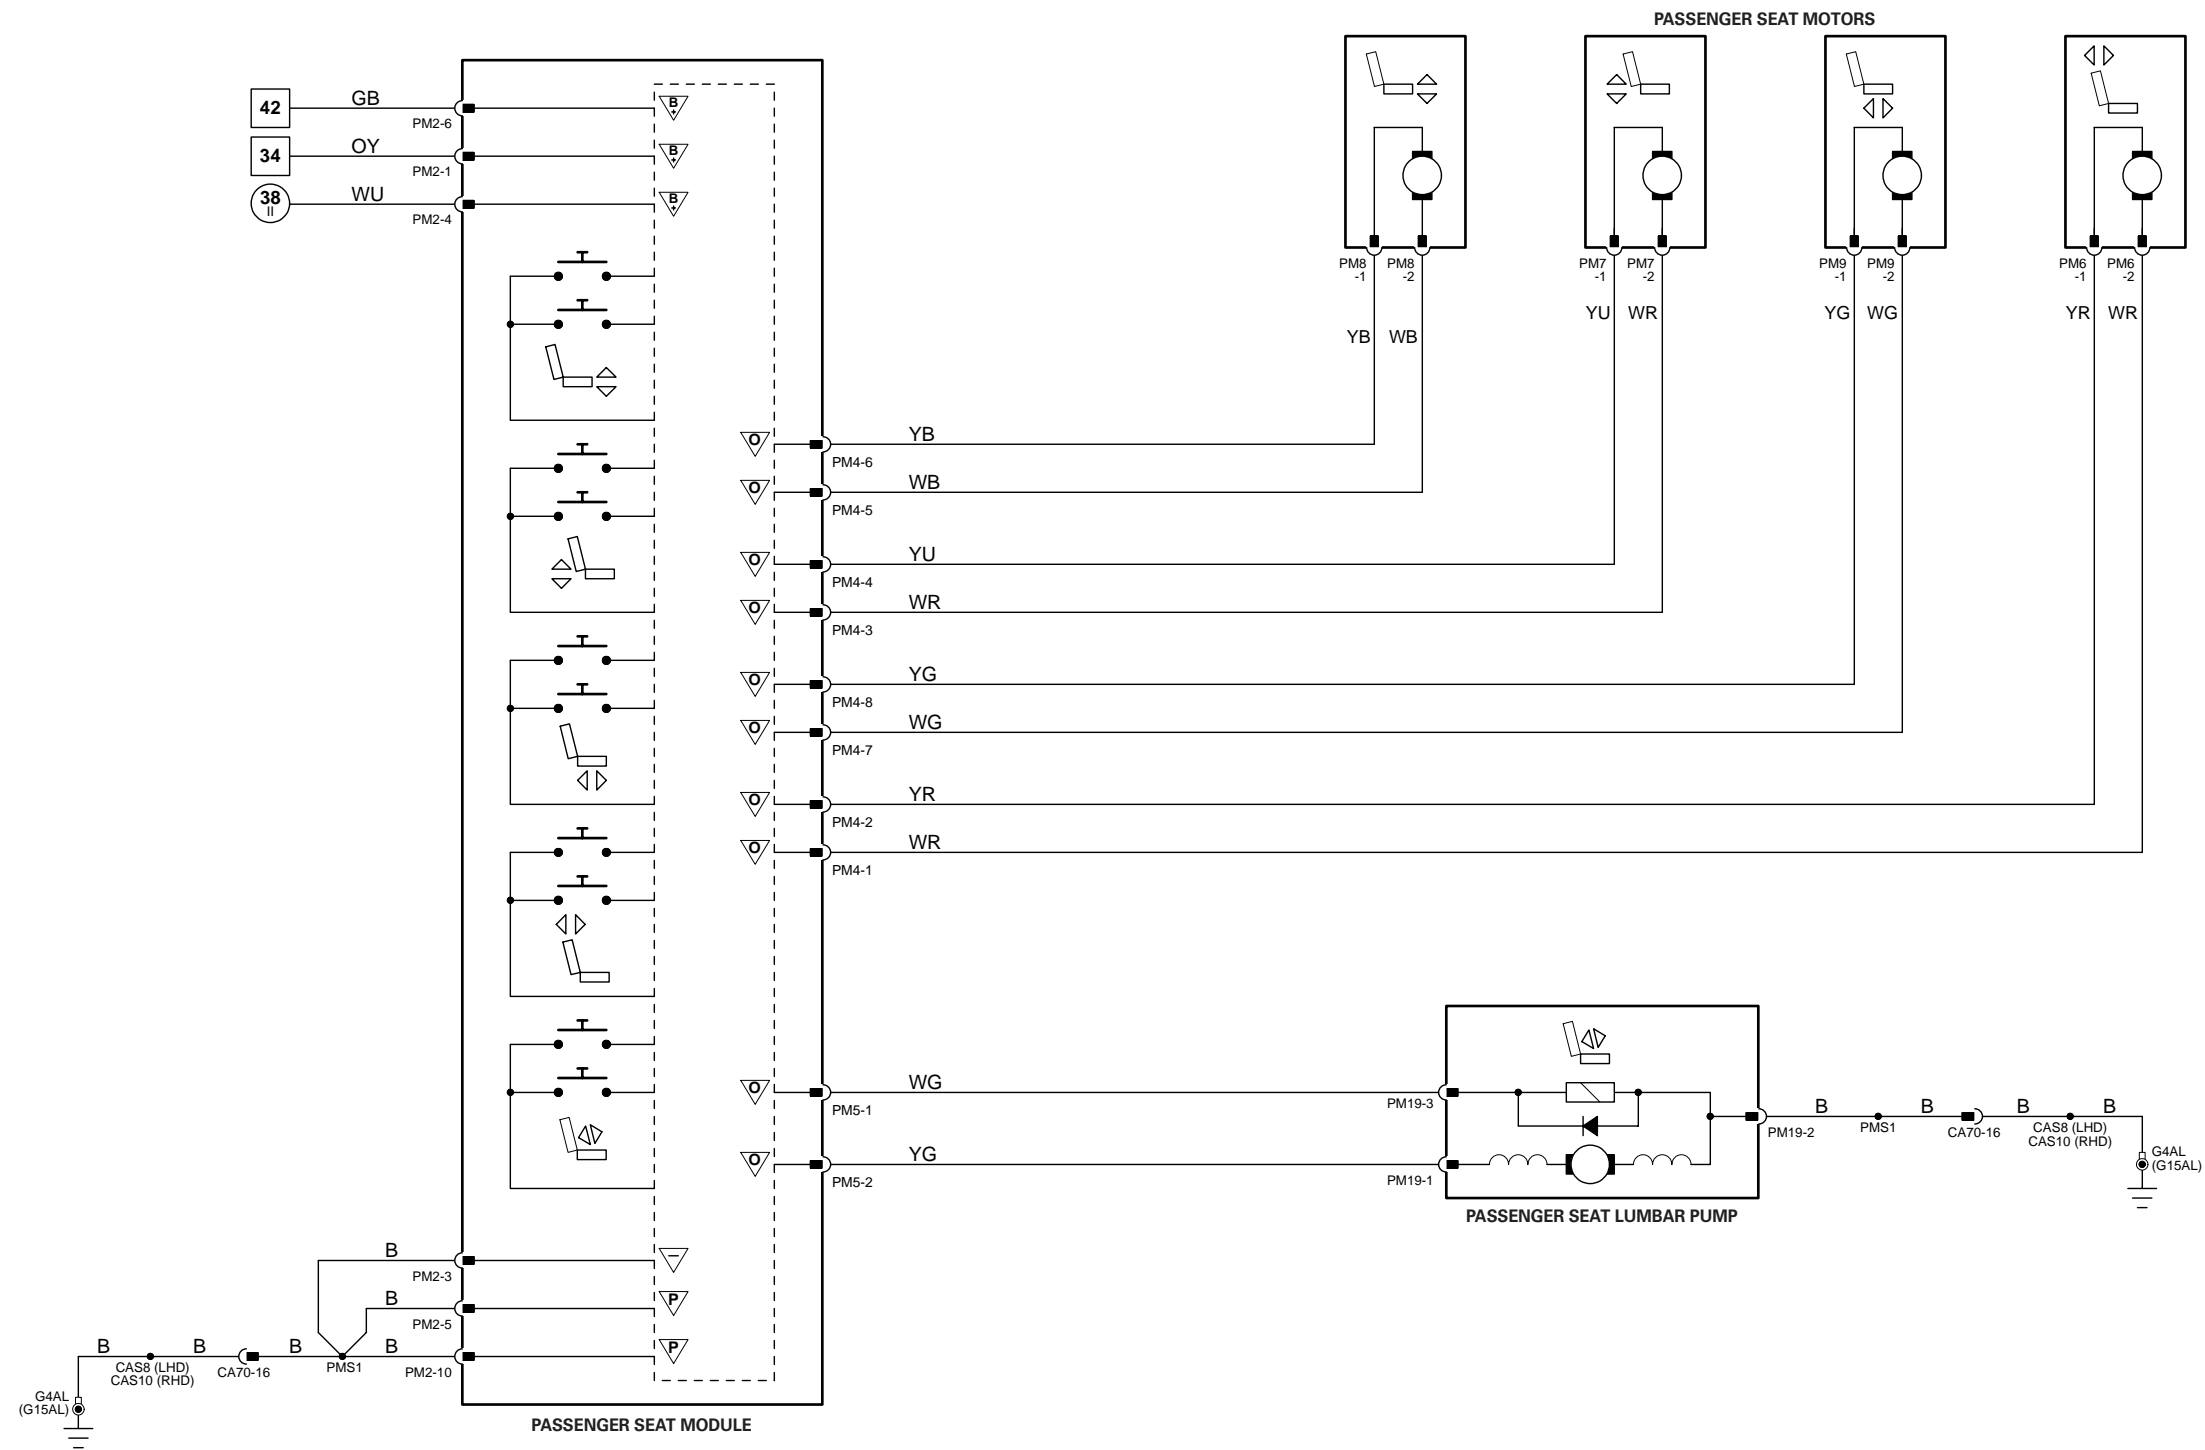 PASSENGER SEAT MOTORS
42
GB
PM2-6
B
+
34
OY
PM2-1
B
+
38
II
WU
PM2-4
B
+
PM8
-1
PM8
-2
PM7
-1
PM7
-2
PM9
-1
PM9
-2
PM6
-1
PM6
-2
YB
WB
YU
WR
YG
WG
YR
WR
O
YB
PM4-6
O
WB
PM4-5
O
YU
PM4-4
O
WR
PM4-3
O
YG
PM4-8
O
WG
PM4-7
O
YR
PM4-2
O
WR
PM4-1
O
WG
PM5-1
PM19-3
O
YG
PM5-2
PM19-1
B
B
B
B
PM19-2
PMS1
CA70-16
CAS8 (LHD)
CAS10 (RHD)
G4AL
(G15AL)
PASSENGER SEAT LUMBAR PUMP
B
PM2-3
–
B
PM2-5
P
B
B
B
B
P
CAS8 (LHD)
CAS10 (RHD)
CA70-16
PMS1
PM2-10
G4AL
(G15AL)
PASSENGER SEAT MODULE